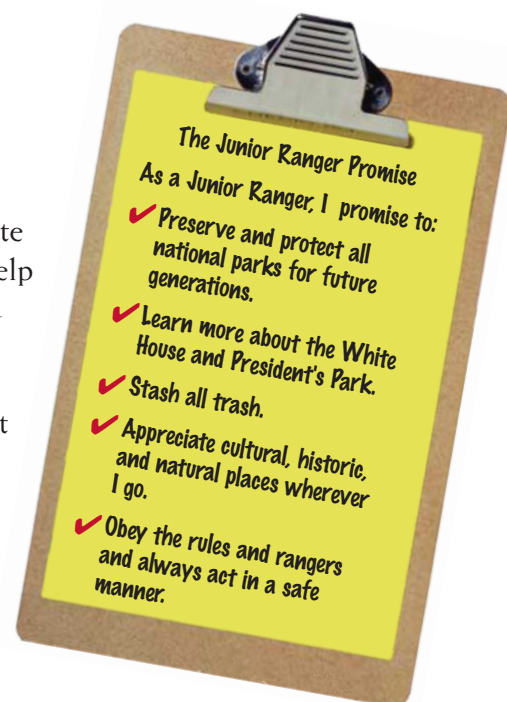 te
elp
t
The Junior Ranger Promise
As a Junior Ranger, I promise to:
Preserve and protect all
national parks for future
generations.
Learn more about the White
House and President's Park.
Stash all trash.
Appreciate cultural, historic,
and natural places wherever
I go.
Obey the rules and rangers
and always act in a safe
manner.